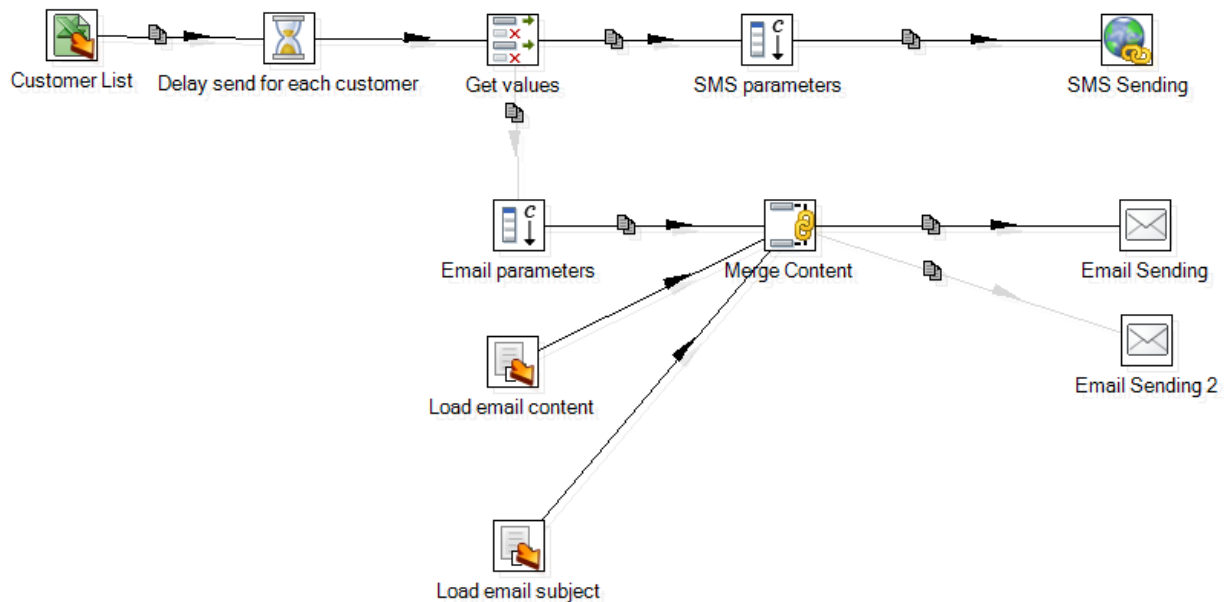 Customer List
Delay send for each customer
Get values
SMS parameters
SMS Sending
Email parameters
Merge Content
Email Sending
Load email content
Email Sending 2
Load email subject